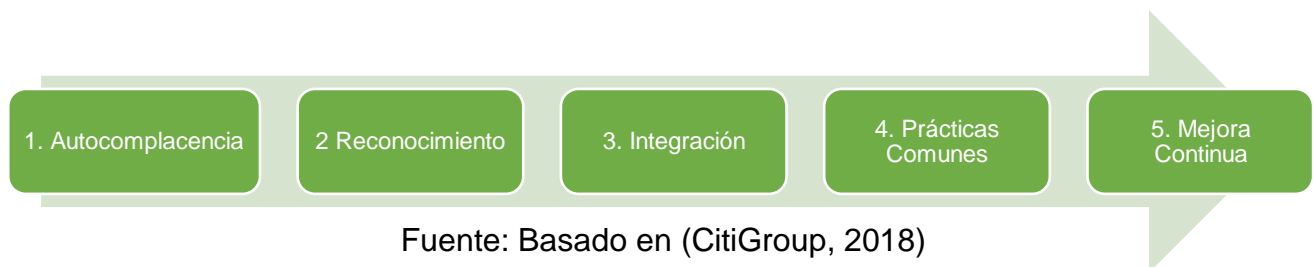 1. Autocomplacencia
2 Reconocimiento
3. Integración
4. Prácticas
Comunes
5. Mejora
Continua
Fuente: Basado en (CitiGroup, 2018)